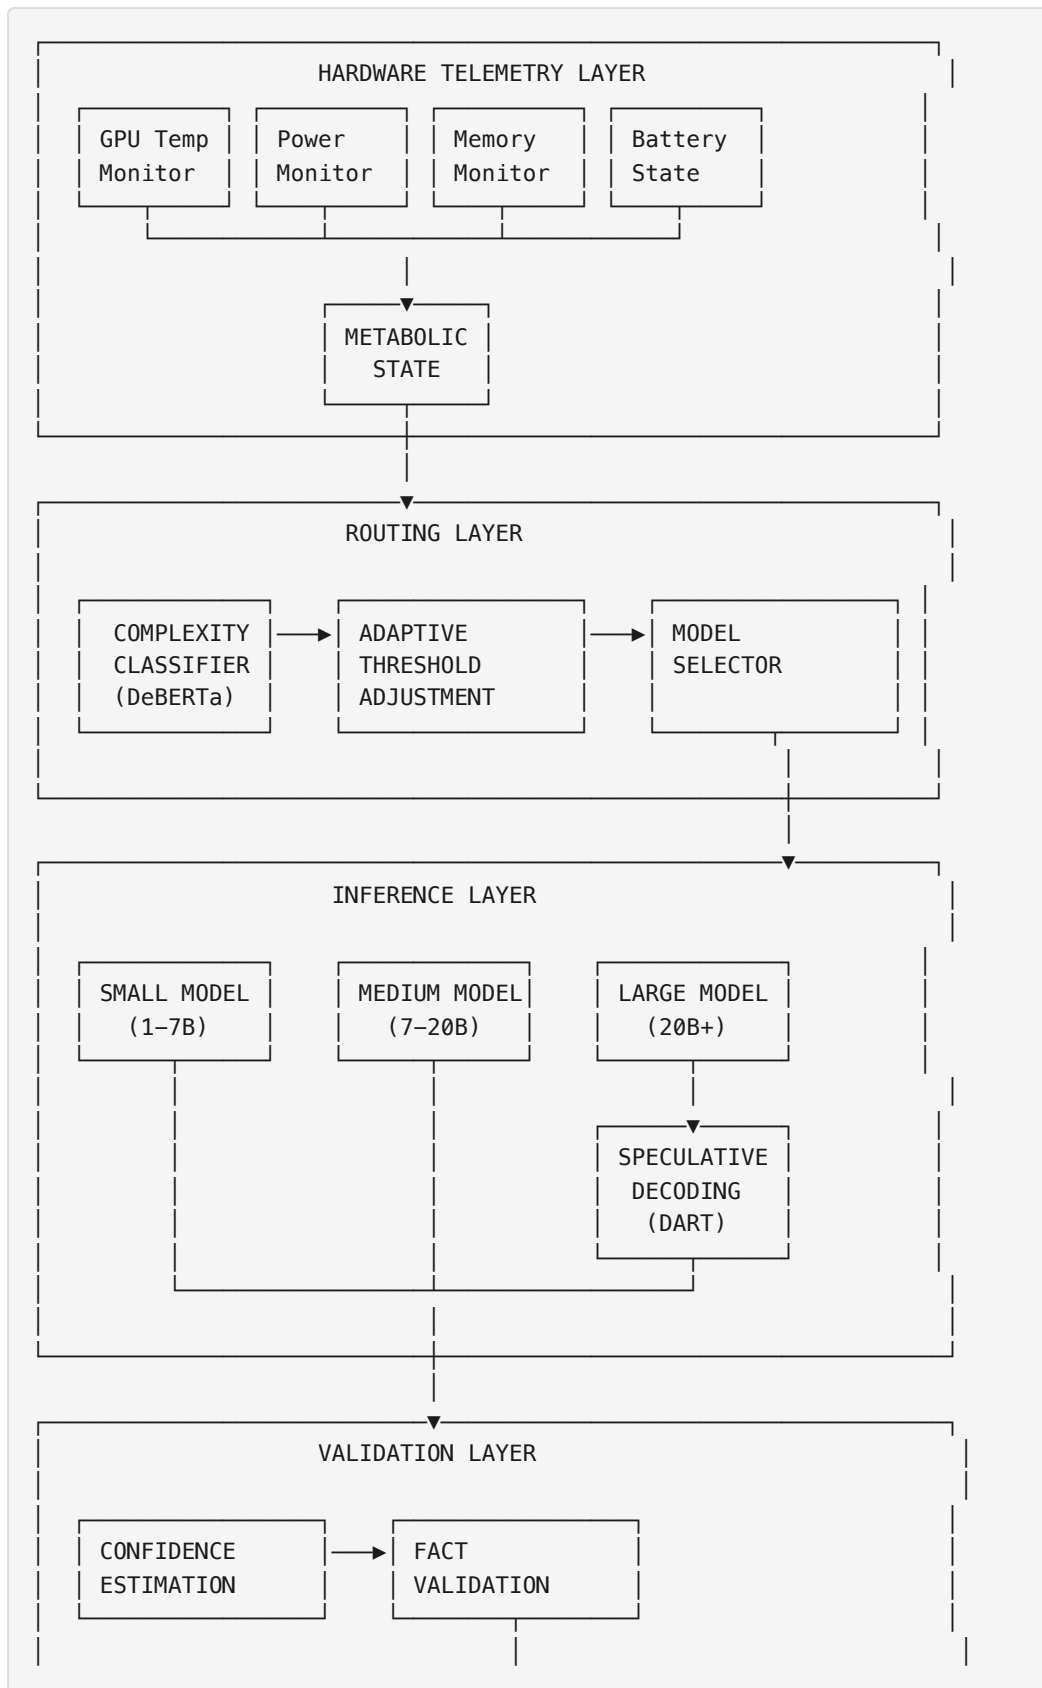 HARDWARE TELEMETRY LAYER
GPU Temp Monitor
Power Monitor
Memory Monitor
Battery State
METABOLIC
STATE
ROUTING LAYER
COMPLEXITY
CLASSIFIER
(DeBERTa)
ADAPTIVE
THRESHOLD
ADJUSTMENT
MODEL
SELECTOR
INFERENCE LAYER
SMALL MODEL
(1–7B)
MEDIUM MODEL
(7–20B)
LARGE MODEL
(20B+)
SPECULATIVE
DECODING
(DART)
VALIDATION LAYER
CONFIDENCE
ESTIMATION
FACT
VALIDATION